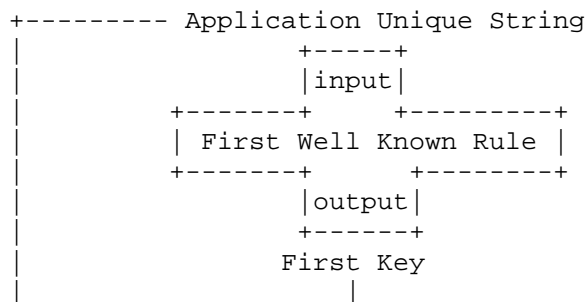 +--------- Application Unique String
|                  +-----+
|                  |input|
|          +-------+     +---------+
|          | First Well Known Rule |
|          +-------+      +--------+
|                  |output|
|                  +------+
|                 First Key
|                     |